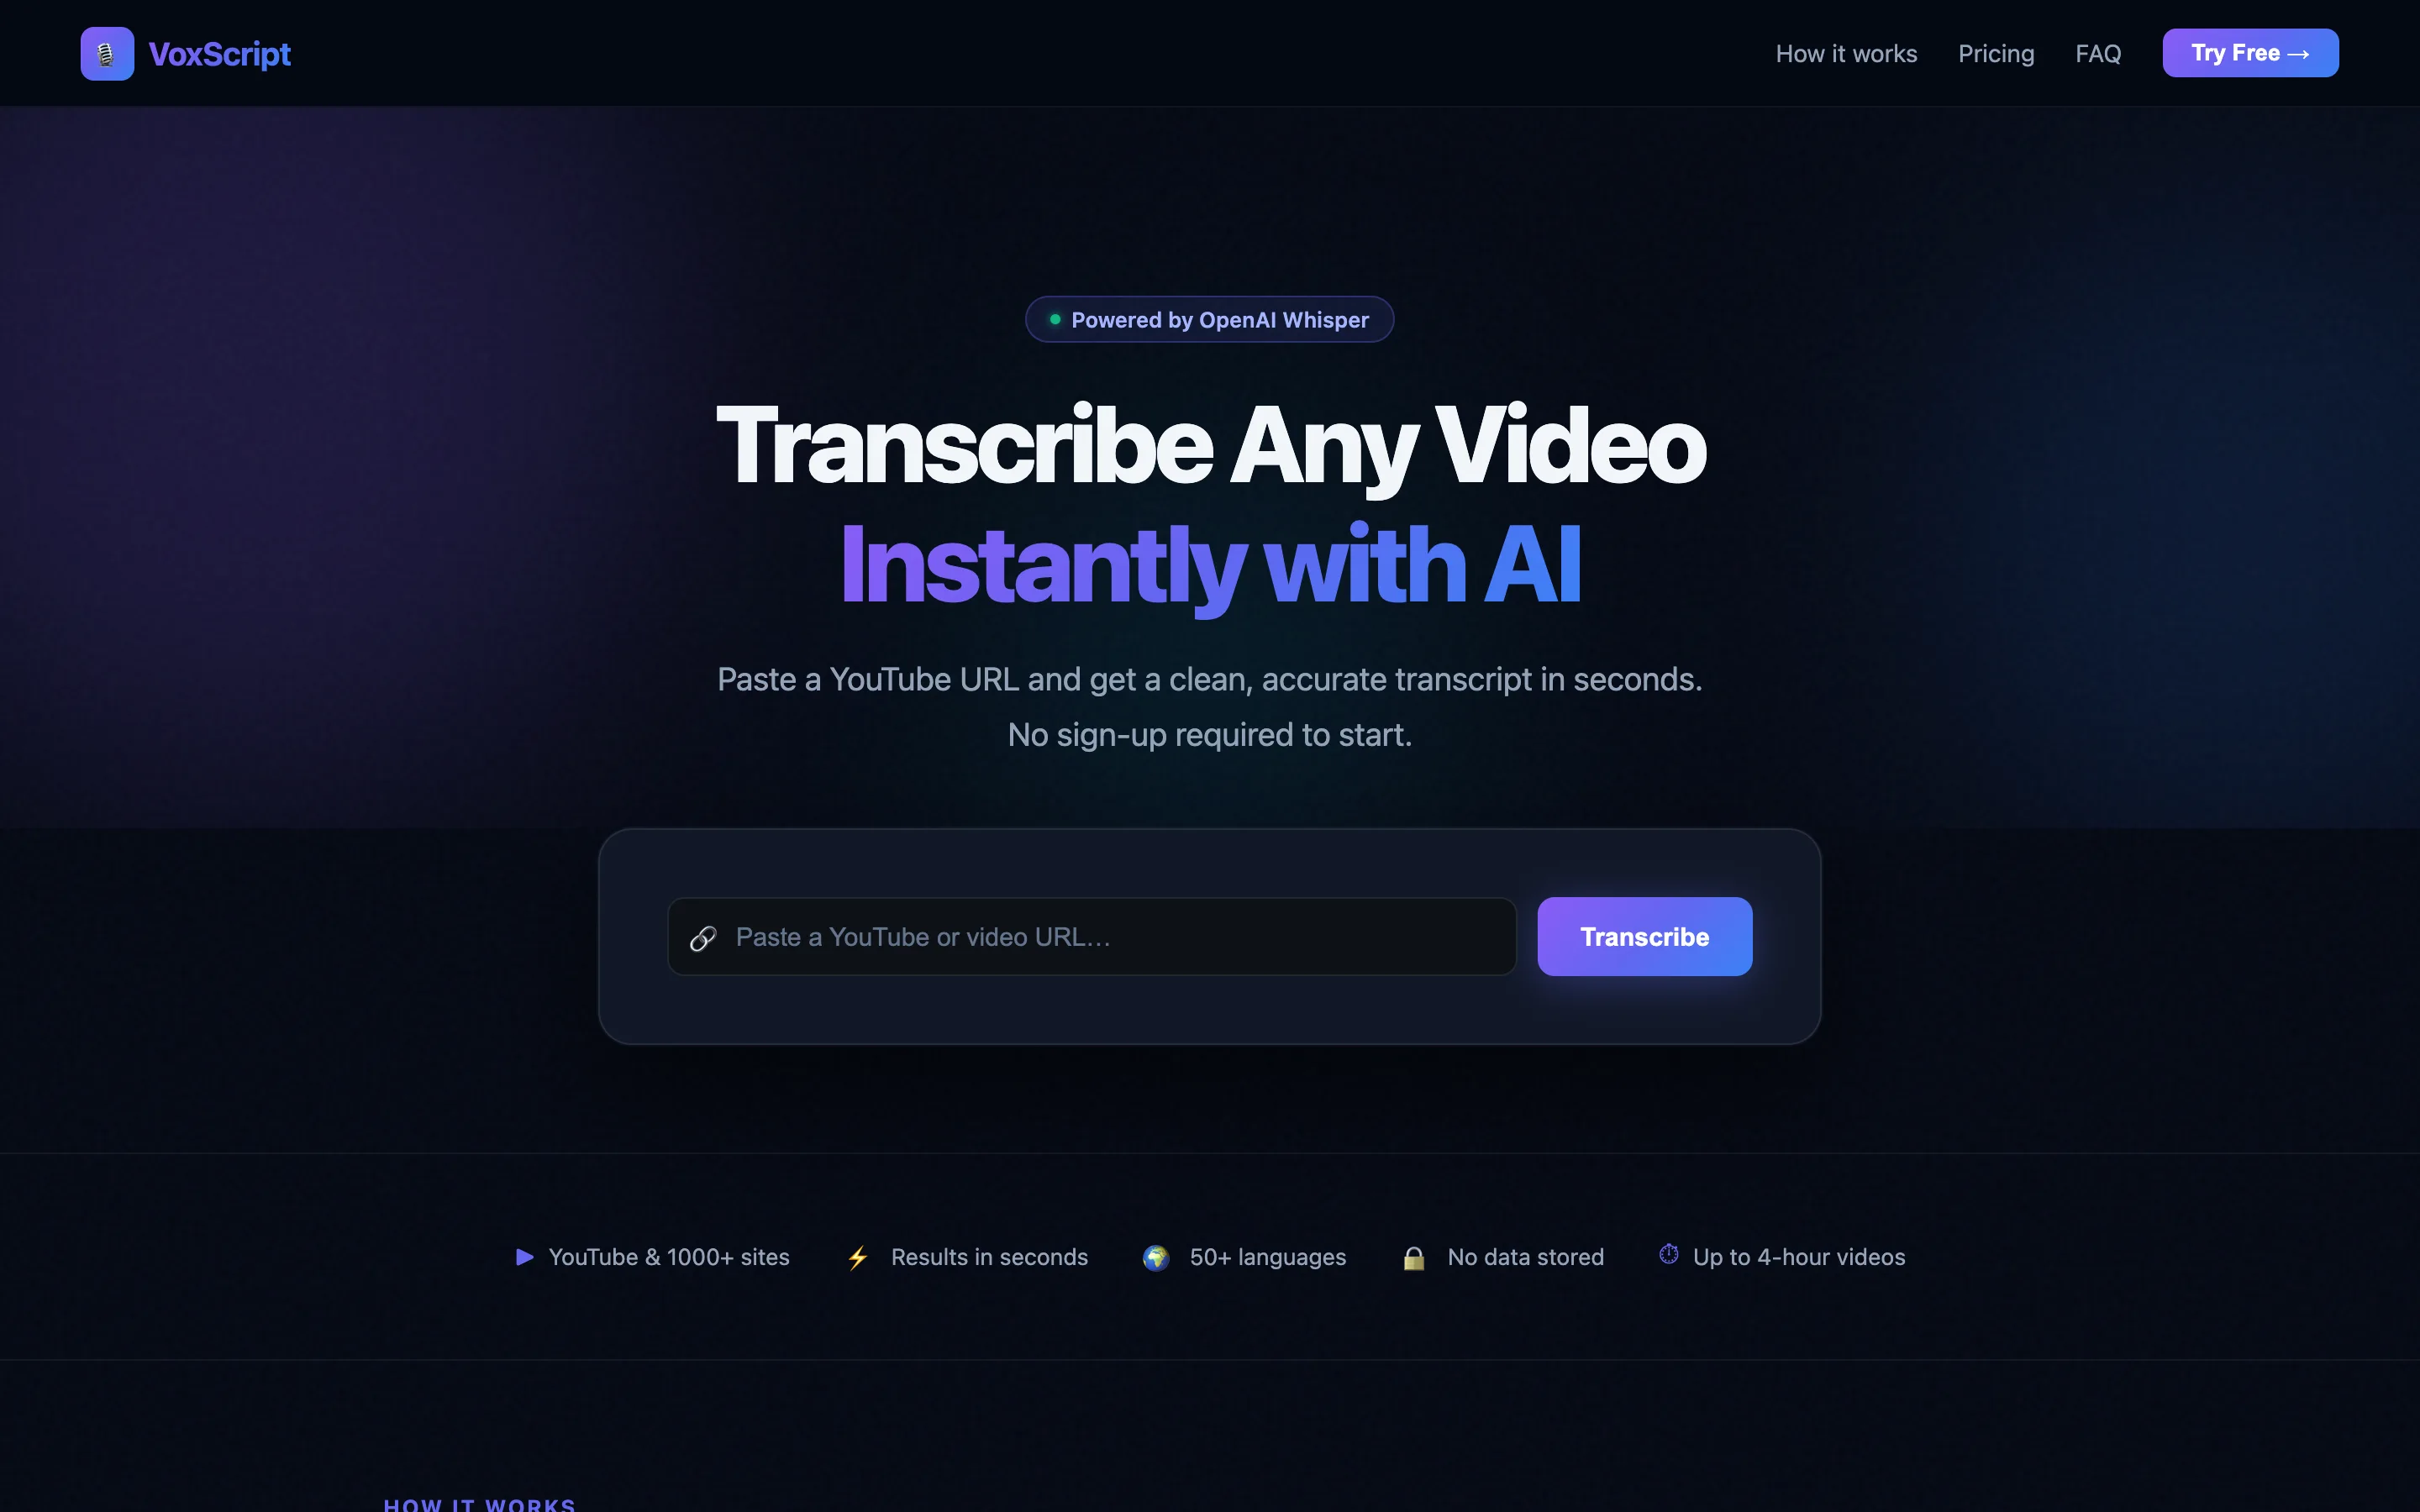 VoxScript
How it works
Pricing
FAQ
Try Free →
Powered by OpenAI Whisper
Transcribe Any Video
Instantly with AI
Paste a YouTube URL and get a clean, accurate transcript in seconds.
No sign-up required to start.
Paste a YouTube or video URL...
Transcribe
YouTube & 1000+ sites
Results in seconds
50+ languages
No data stored
Up to 4-hour videos
HOW IT WORKS